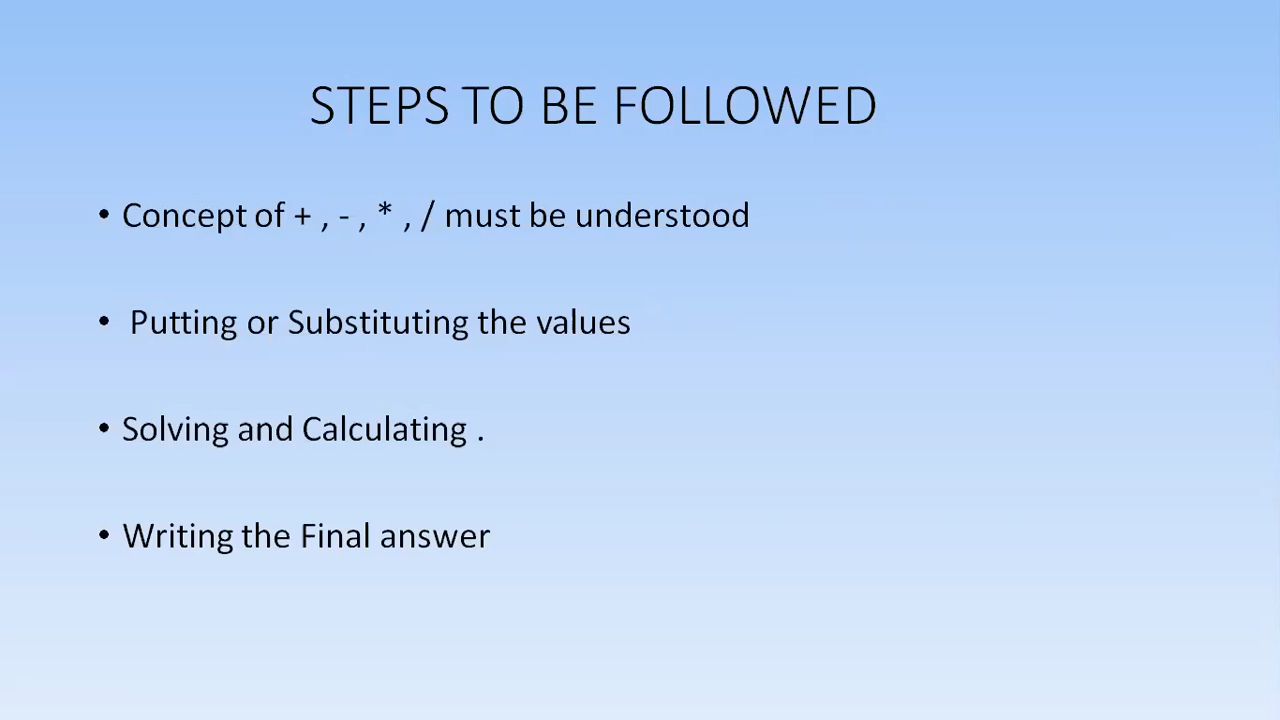 STEPS TO BE FOLLOWED
• Concept of + , - , * , / must be understood
• Putting or Substituting the values
• Solving and Calculating .
• Writing the Final answer